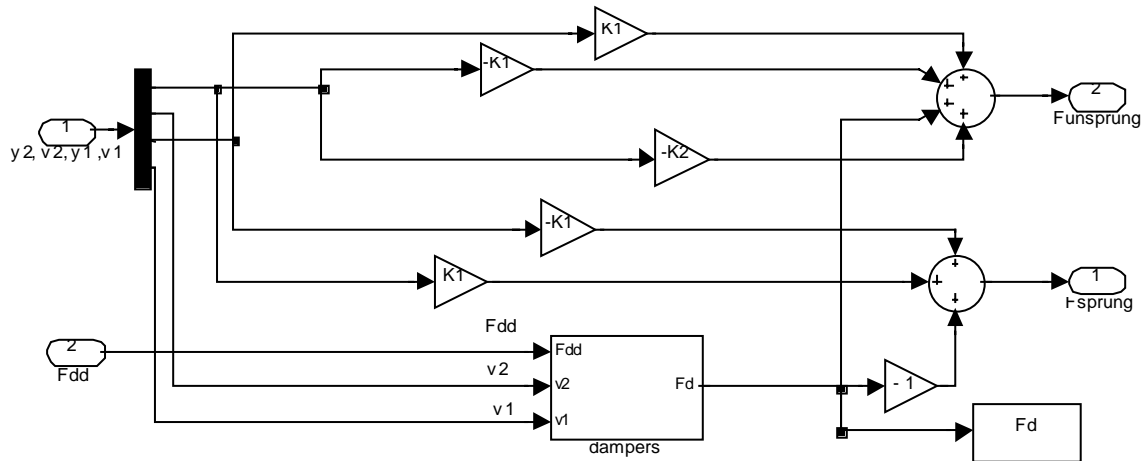 K1
-K1
1
y2, v2, y1 ,v1
-K2
2
Funsprung
-K1
K1
1
Fsprung
2
Fdd
Fdd
v2
v1
Fdd
v2
v1
Fd
dampers
- 1
Fd